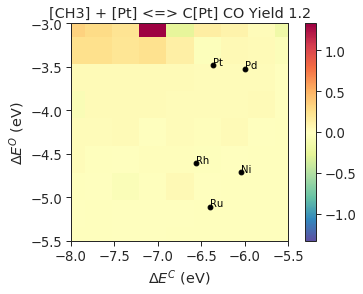 [CH3] + [Pt] <=> C[Pt] CO Yield 1.2
−3.0
−3.5
−4.0
−4.5
−5.0
−5.5
ΔE^O (eV)
Pt
Pd
Rh
Ni
Ru
−8.0 −7.5 −7.0 −6.5 −6.0 −5.5
ΔE^C (eV)
1.0
0.5
0.0
−0.5
−1.0